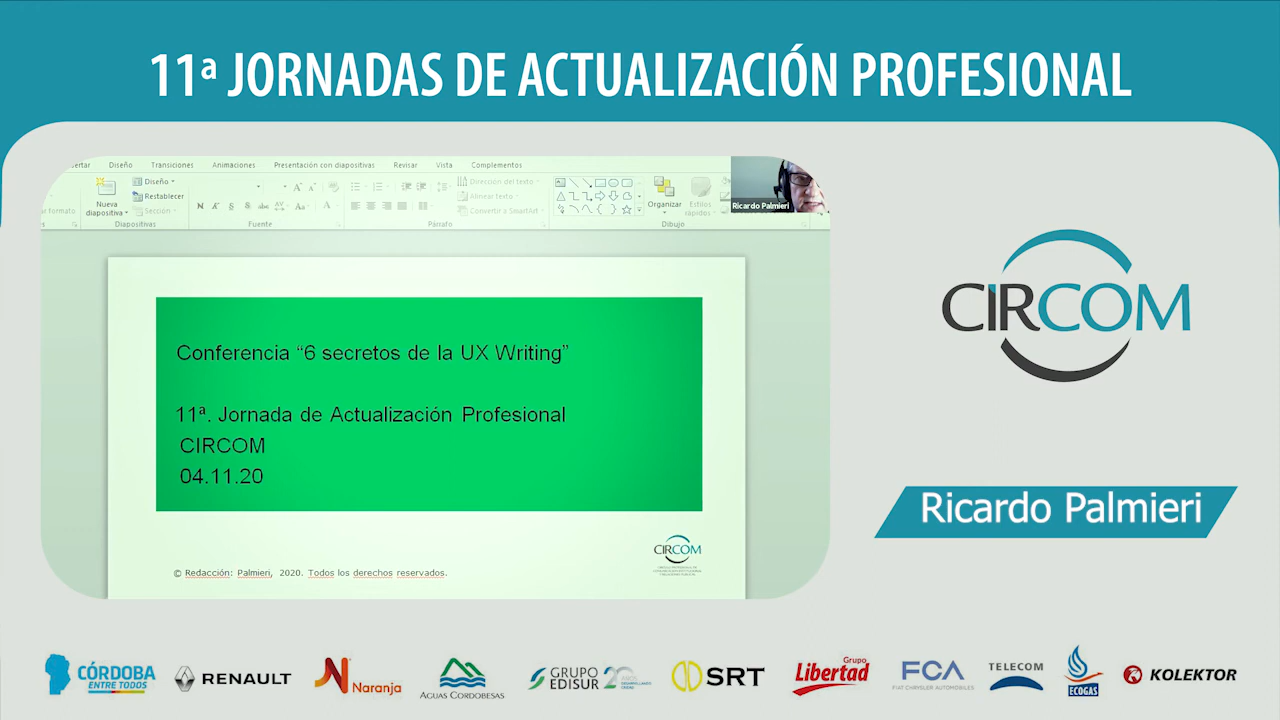 11ª JORNADAS DE ACTUALIZACIÓN PROFESIONAL
ertar Diseño Transiciones Animaciones Presentación con diapositivas Revisar Vista Complementos
Nueva
diapositiva
Diseño
Restablecer
Sección
ar formato
Diapositivas
Fuente
Dirección del texto
Alinear texto
Convertir a SmartArt
Párrafo
Organizar
Estilos
rápidos
Dibujo
Ricardo Palmieri
Conferencia “6 secretos de la UX Writing”
11ª. Jornada de Actualización Profesional
CIRCOM
04.11.20
© Redacción: Palmieri, 2020. Todos los derechos reservados.
CIRCOM
CIRCOM
Ricardo Palmieri
CÓRDOBA
ENTRE TODOS
RENAULT
N
Naranja
AGUAS CORDOBESAS
GRUPO
EDISUR
20
SRT
Grupo
Libertad
FCA
FIAT CHRYSLER AUTOMOBILES
TELECOM
ECOGAS
KOLEKTOR